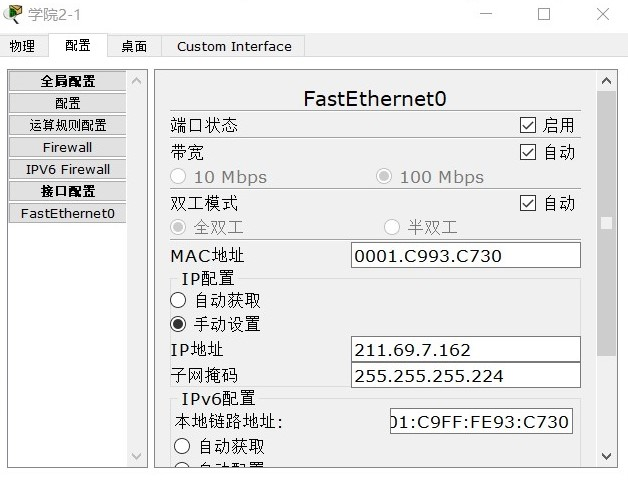 学院2-1
物理 配置 桌面 Custom Interface
全局配置
配置
运算规则配置
Firewall
IPV6 Firewall
接口配置
FastEthernet0
FastEthernet0
端口状态 启用
带宽 自动
10 Mbps 100 Mbps
双工模式 自动
全双工 半双工
MAC地址 0001.C993.C730
IP配置
自动获取
手动设置
IP地址 211.69.7.162
子网掩码 255.255.255.224
IPv6配置
本地链路地址: 01:C9FF:FE93:C730
自动获取